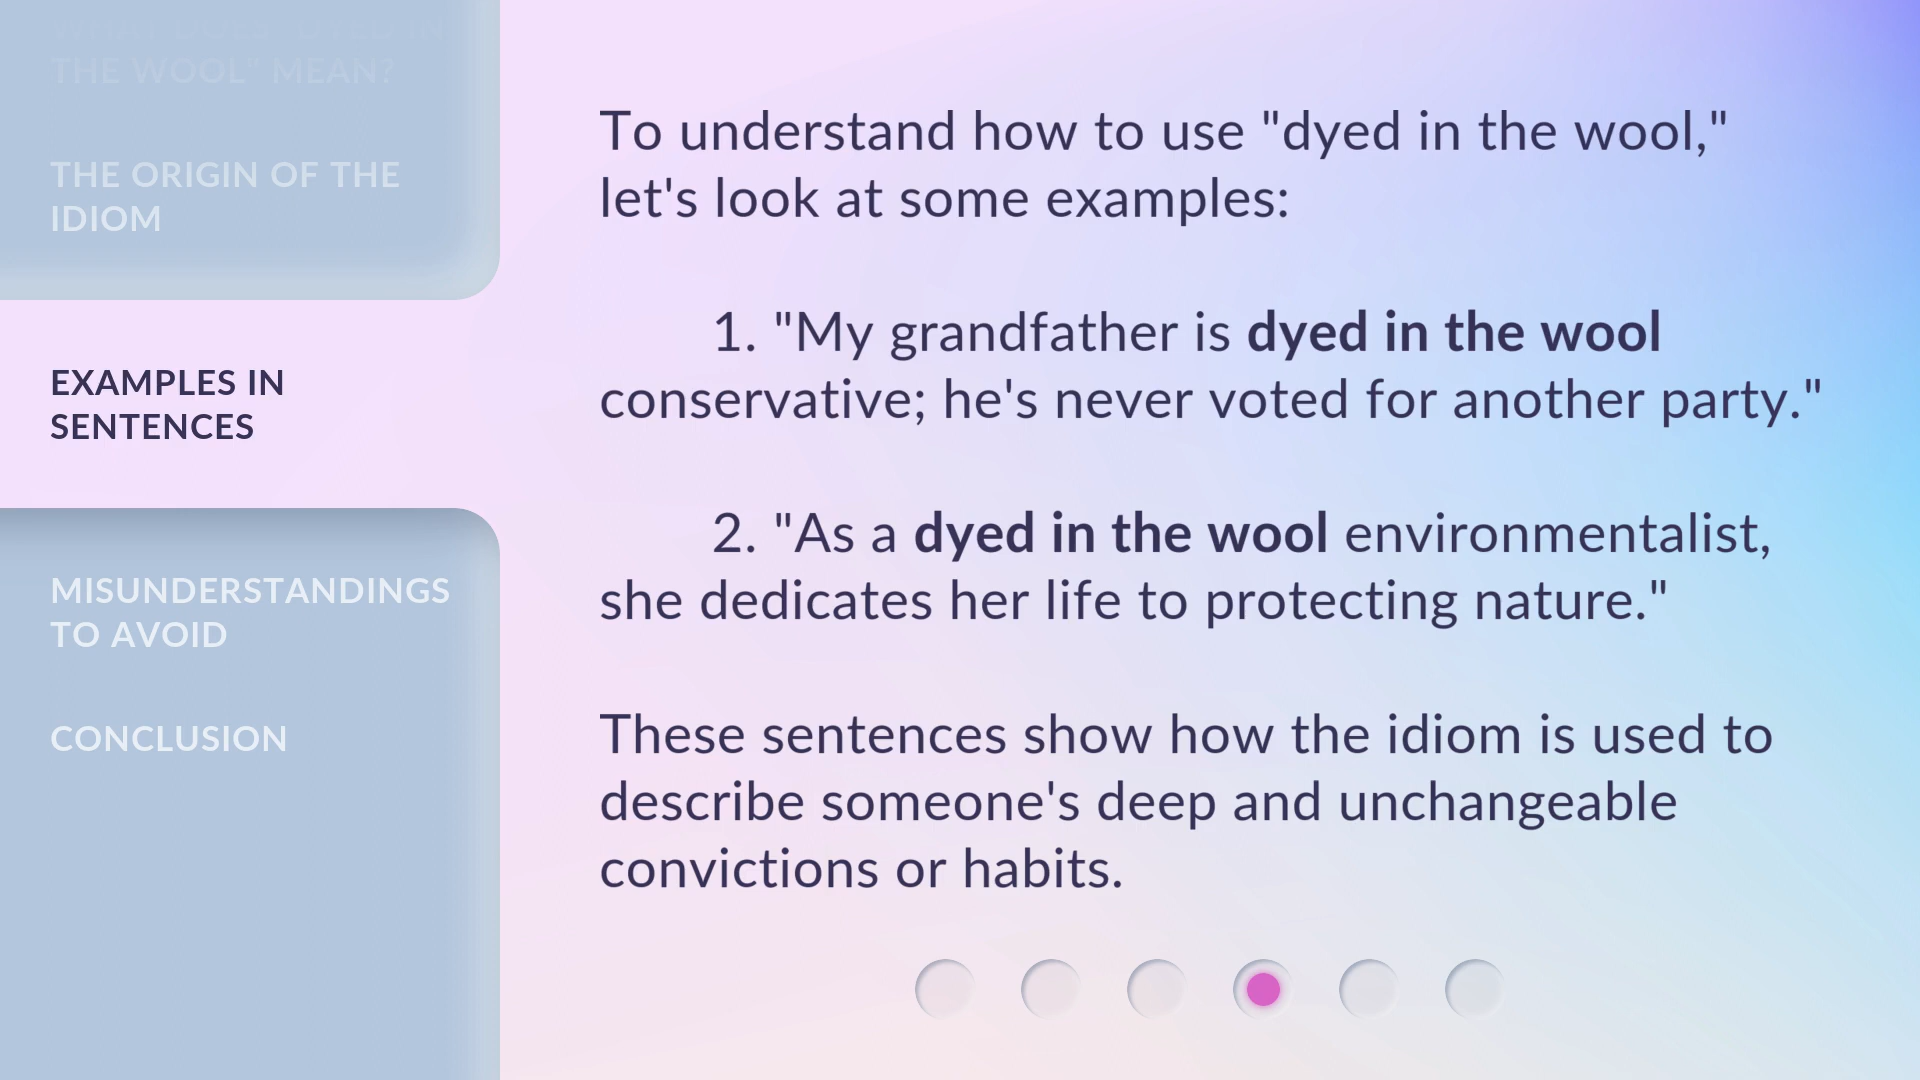 THE WOOL" MEAN?
THE ORIGIN OF THE
IDIOM
EXAMPLES IN
SENTENCES
MISUNDERSTANDINGS
TO AVOID
CONCLUSION
To understand how to use "dyed in the wool,"
let's look at some examples:
1. "My grandfather is dyed in the wool
conservative; he's never voted for another party."
2. "As a dyed in the wool environmentalist,
she dedicates her life to protecting nature."
These sentences show how the idiom is used to
describe someone's deep and unchangeable
convictions or habits.